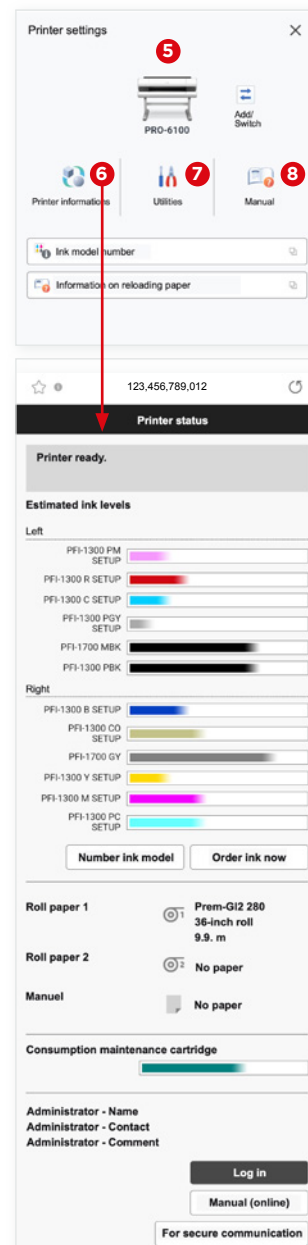 Printer settings
5
PRO-6100
Add/
Switch
6
7
8
Printer informations
Utilities
Manual
Ink model number
Information on reloading paper
123,456,789,012
Printer status
Printer ready.
Estimated ink levels
Left
PFI-1300 PM
SETUP
PFI-1300 R SETUP
PFI-1300 C SETUP
PFI-1300 PGY
SETUP
PFI-1700 MBK
PFI-1300 PBK
Right
PFI-1300 B SETUP
PFI-1300 CO
SETUP
PFI-1700 GY
PFI-1300 Y SETUP
PFI-1300 M SETUP
PFI-1300 PC
SETUP
Number ink model
Order ink now
Roll paper 1
1
Prem-Gl2 280
36-inch roll
9.9. m
Roll paper 2
2
No paper
Manuel
No paper
Consumption maintenance cartridge
Administrator - Name
Administrator - Contact
Administrator - Comment
Log in
Manual (online)
For secure communication